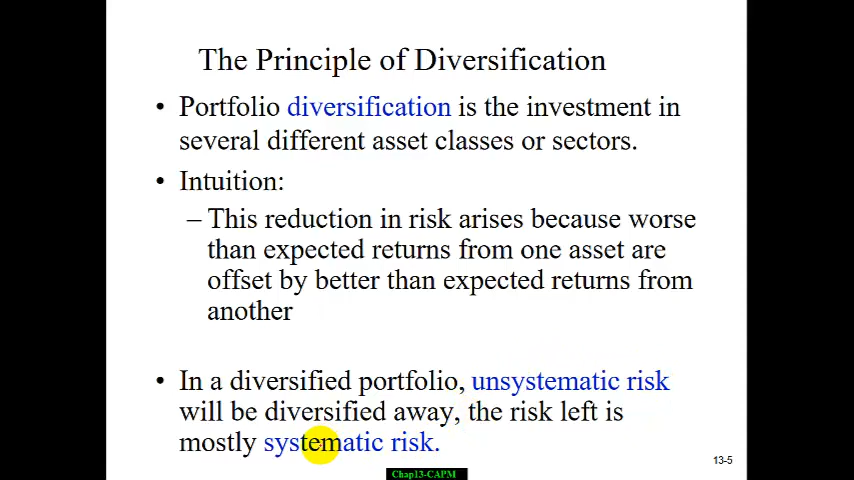 The Principle of Diversification
• Portfolio diversification is the investment in
several different asset classes or sectors.
• Intuition:
– This reduction in risk arises because worse
than expected returns from one asset are
offset by better than expected returns from
another
• In a diversified portfolio, unsystematic risk
will be diversified away, the risk left is
mostly systematic risk.
13-5
Chap13-CAPM